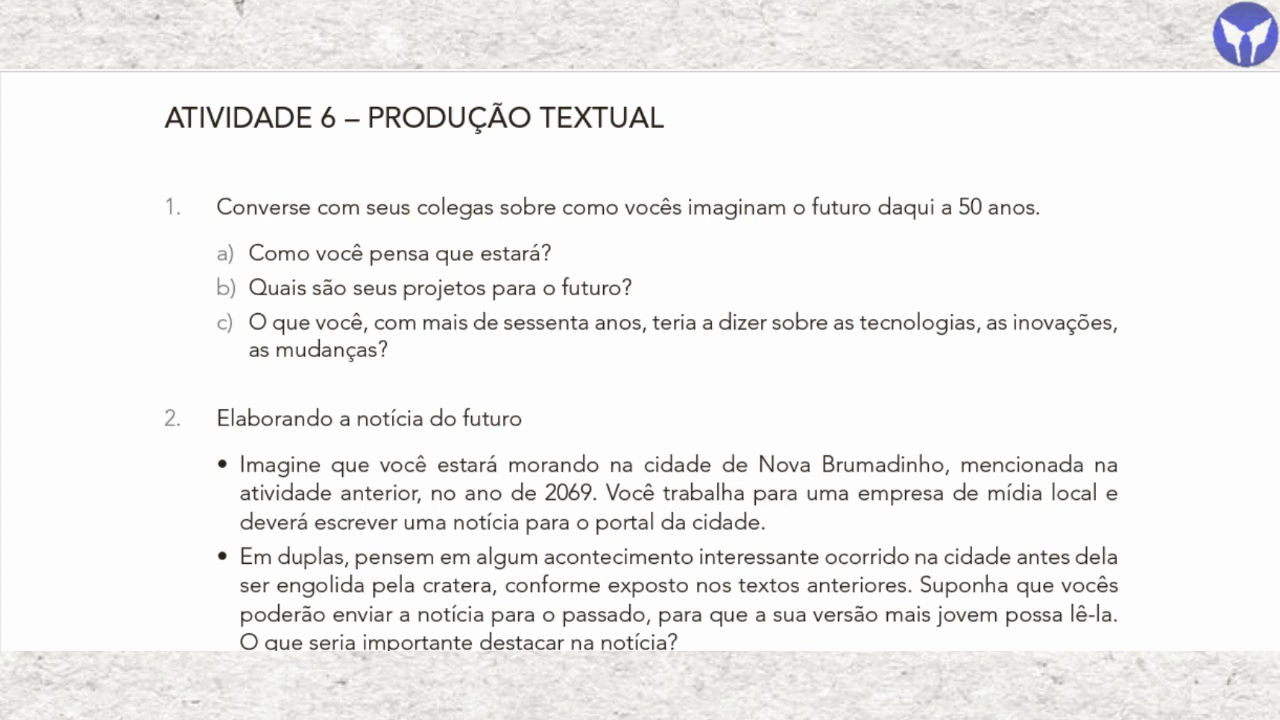 ATIVIDADE 6 – PRODUÇÃO TEXTUAL
1. Converse com seus colegas sobre como vocês imaginam o futuro daqui a 50 anos.
a) Como você pensa que estará?
b) Quais são seus projetos para o futuro?
c) O que você, com mais de sessenta anos, teria a dizer sobre as tecnologias, as inovações,
as mudanças?
2. Elaborando a notícia do futuro
• Imagine que você estará morando na cidade de Nova Brumadinho, mencionada na
atividade anterior, no ano de 2069. Você trabalha para uma empresa de mídia local e
deverá escrever uma notícia para o portal da cidade.
• Em duplas, pensem em algum acontecimento interessante ocorrido na cidade antes dela
ser engolida pela cratera, conforme exposto nos textos anteriores. Suponha que vocês
poderão enviar a notícia para o passado, para que a sua versão mais jovem possa lê-la.
O que seria importante destacar na notícia?